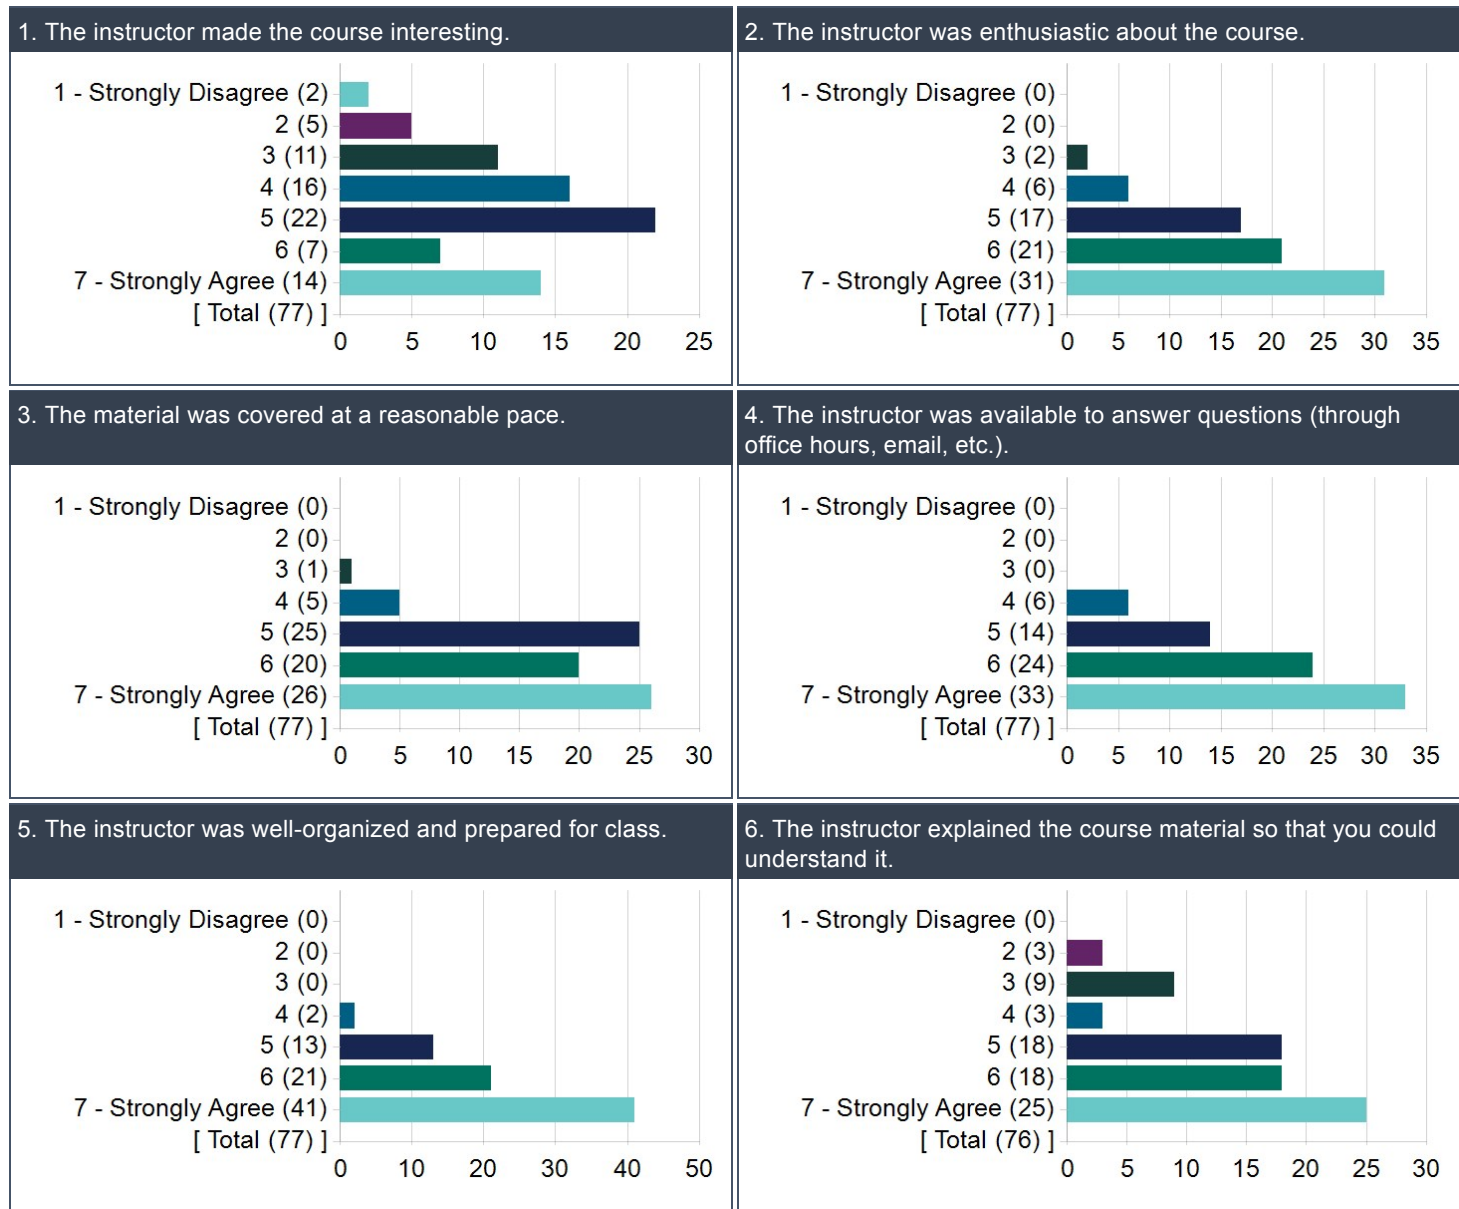 1. The instructor made the course interesting.
1 - Strongly Disagree (2)
2 (5)
3 (11)
4 (16)
5 (22)
6 (7)
7 - Strongly Agree (14)
[ Total (77) ]
0 5 10 15 20 25
2. The instructor was enthusiastic about the course.
1 - Strongly Disagree (0)
2 (0)
3 (2)
4 (6)
5 (17)
6 (21)
7 - Strongly Agree (31)
[ Total (77) ]
0 5 10 15 20 25 30 35
3. The material was covered at a reasonable pace.
1 - Strongly Disagree (0)
2 (0)
3 (1)
4 (5)
5 (25)
6 (20)
7 - Strongly Agree (26)
[ Total (77) ]
0 5 10 15 20 25 30
4. The instructor was available to answer questions (through
office hours, email, etc.).
1 - Strongly Disagree (0)
2 (0)
3 (0)
4 (6)
5 (14)
6 (24)
7 - Strongly Agree (33)
[ Total (77) ]
0 5 10 15 20 25 30 35
5. The instructor was well-organized and prepared for class.
1 - Strongly Disagree (0)
2 (0)
3 (0)
4 (2)
5 (13)
6 (21)
7 - Strongly Agree (41)
[ Total (77) ]
0 10 20 30 40 50
6. The instructor explained the course material so that you could
understand it.
1 - Strongly Disagree (0)
2 (3)
3 (9)
4 (3)
5 (18)
6 (18)
7 - Strongly Agree (25)
[ Total (76) ]
0 5 10 15 20 25 30